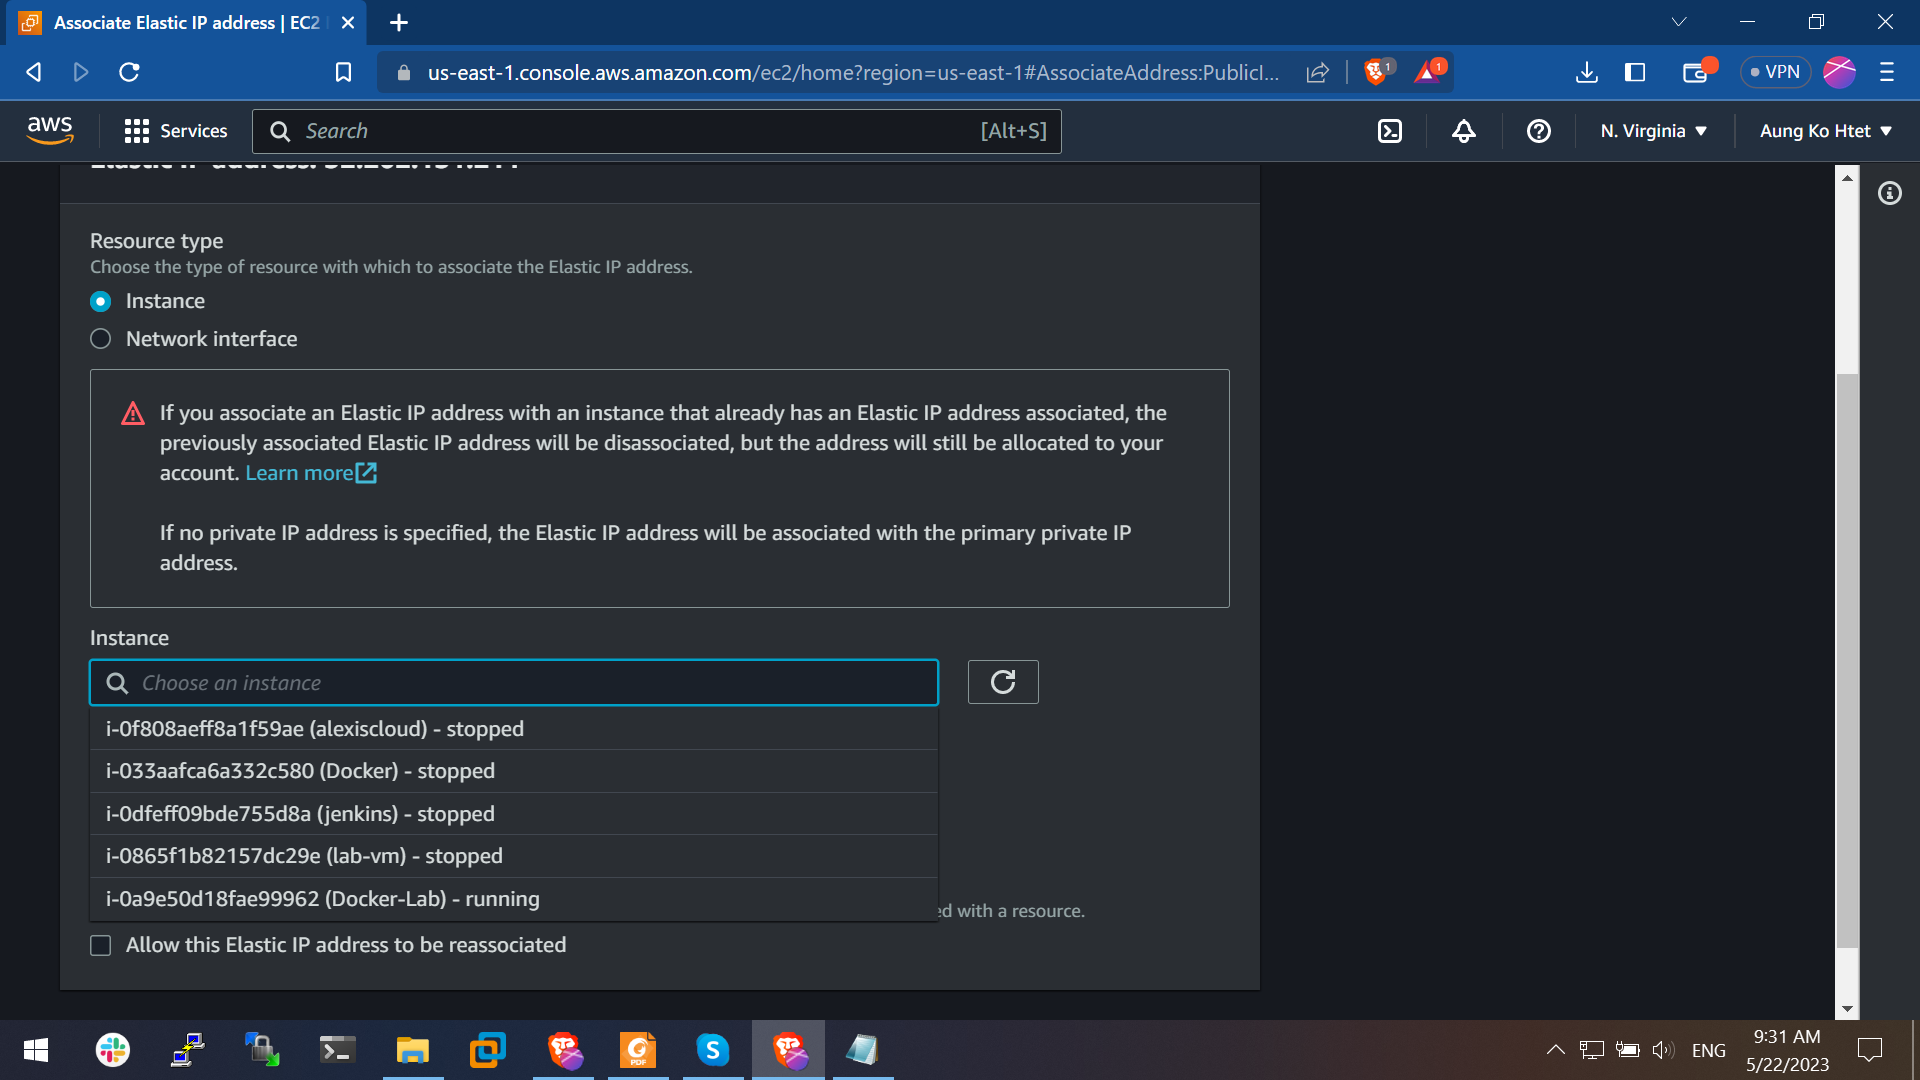 Associate Elastic IP address | EC2
us-east-1.console.aws.amazon.com/ec2/home?region=us-east-1#AssociateAddress:PublicI...
1
1
VPN
aws
Services
Search
[Alt+S]
N. Virginia
Aung Ko Htet
Elastic IP address:
Resource type
Choose the type of resource with which to associate the Elastic IP address.
Instance
Network interface
If you associate an Elastic IP address with an instance that already has an Elastic IP address associated, the
previously associated Elastic IP address will be disassociated, but the address will still be allocated to your
account. Learn more
If no private IP address is specified, the Elastic IP address will be associated with the primary private IP
address.
Instance
Choose an instance
i-0f808aeff8a1f59ae (alexiscloud) - stopped
i-033aafca6a332c580 (Docker) - stopped
i-0dfeff09bde755d8a (jenkins) - stopped
i-0865f1b82157dc29e (lab-vm) - stopped
i-0a9e50d18fae99962 (Docker-Lab) - running
ed with a resource.
Allow this Elastic IP address to be reassociated
PDF
S
ENG
9:31 AM
5/22/2023